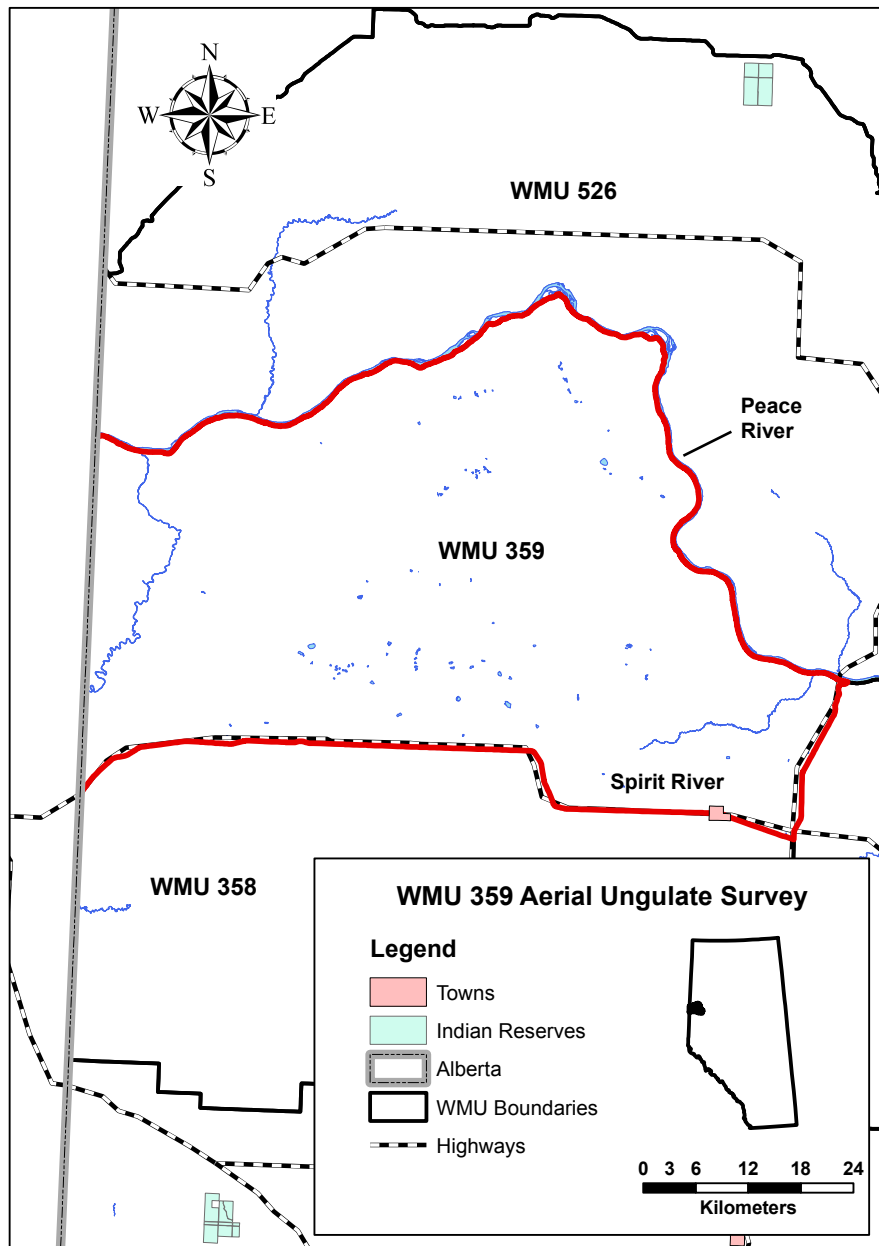 N
W E
S
WMU 526
Peace
River
WMU 359
Spirit River
WMU 358
WMU 359 Aerial Ungulate Survey
Legend
Towns
Indian Reserves
Alberta
WMU Boundaries
Highways
0 3 6 12 18 24
Kilometers